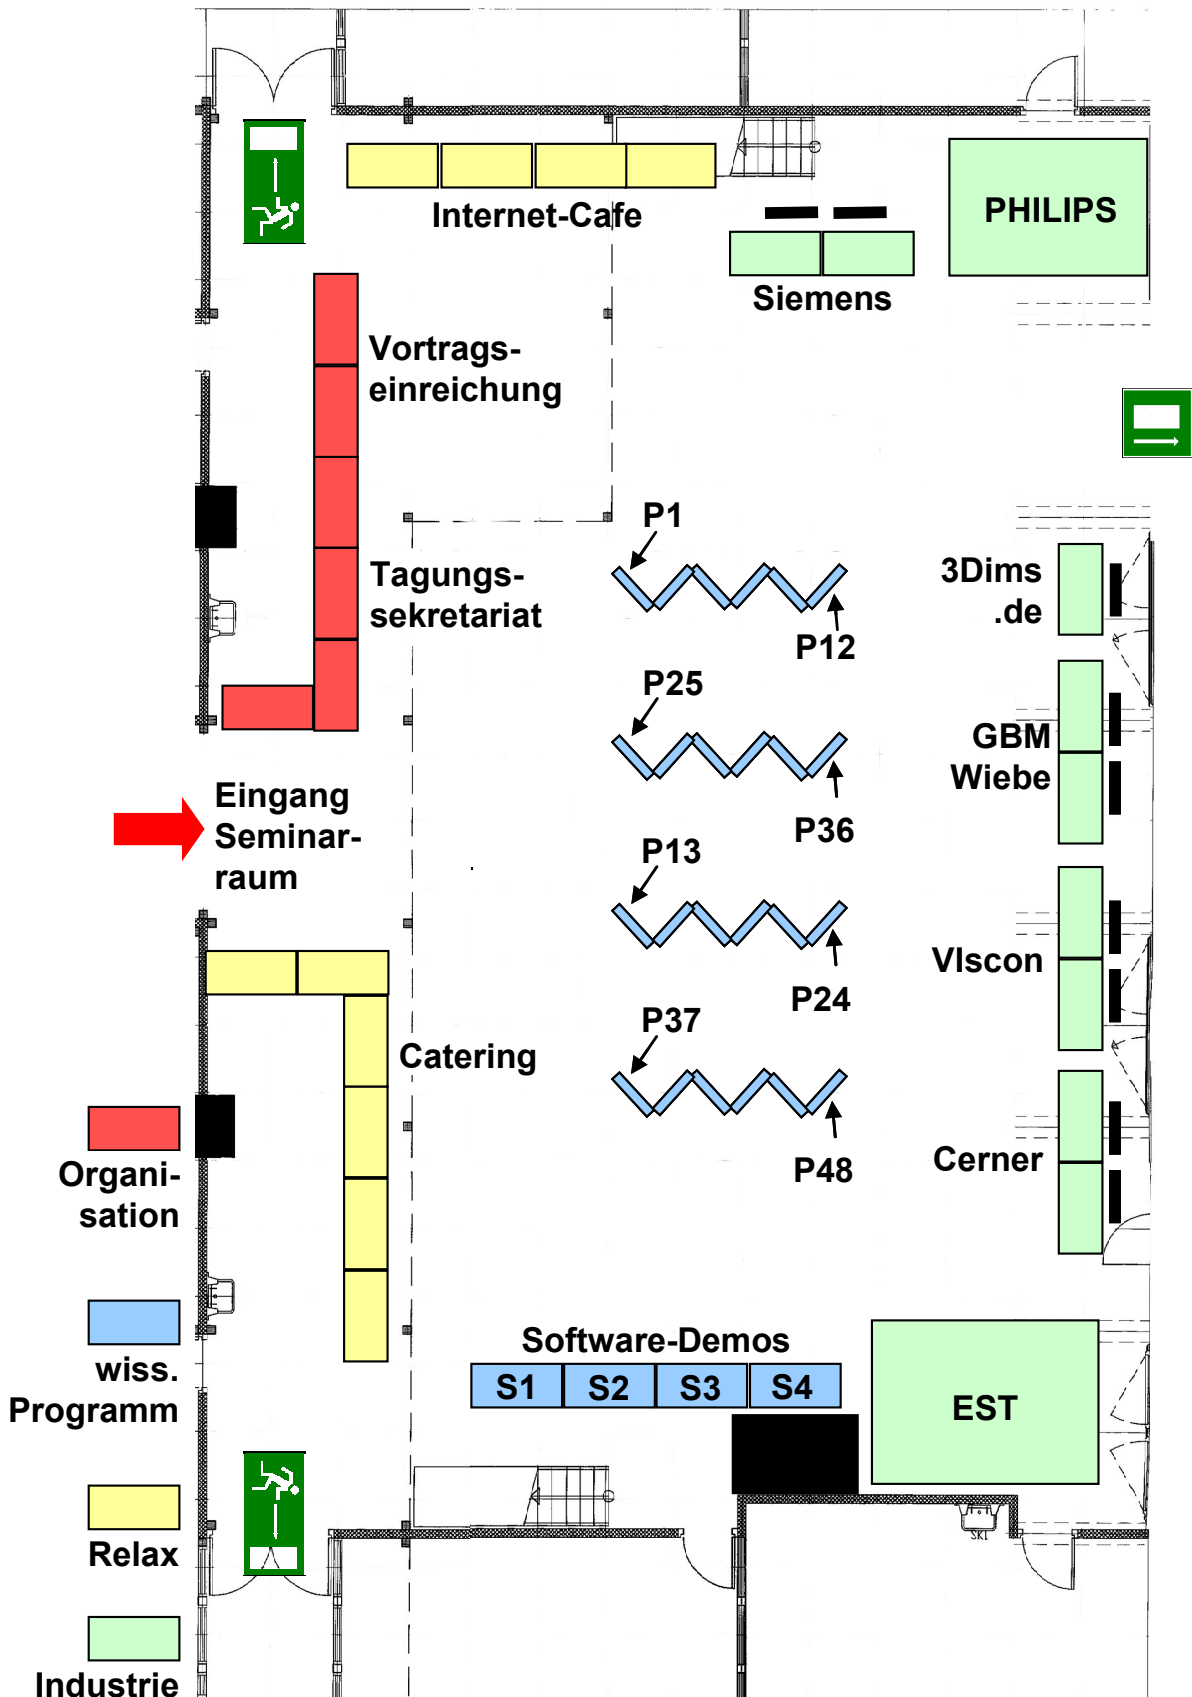 Internet-Cafe
PHILIPS
Siemens
Vortrags-
einreichung
P1
Tagungs-
sekretariat
3Dims
.de
P12
P25
GBM
Wiebe
Eingang
Seminar-
raum
P36
P13
VIscon
P24
P37
Catering
Cerner
P48
Organi-
sation
Software-Demos
S1 S2 S3 S4
EST
wiss.
Programm
Relax
SKI
Industrie